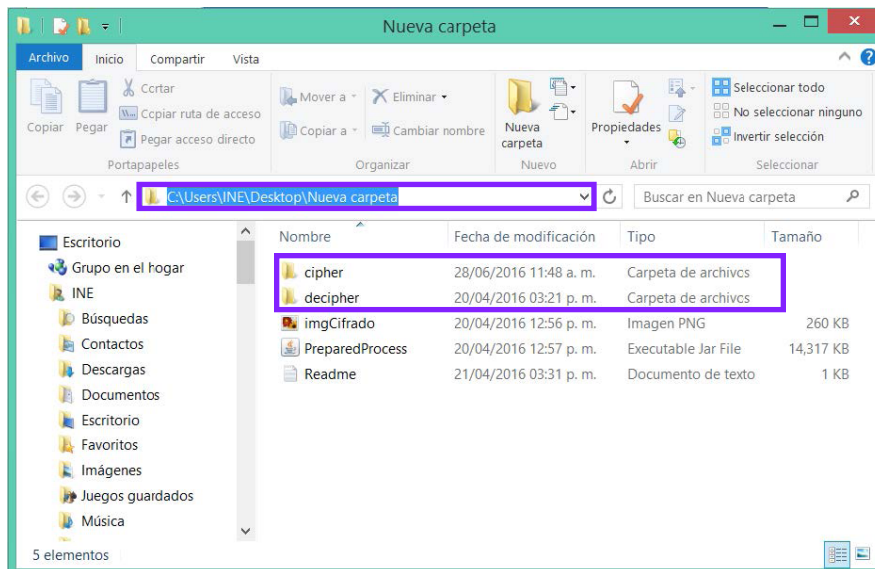 Nueva carpeta
Archivo Inicio Compartir Vista
Copiar
Pegar
Cortar
Copiar ruta de acceso
Pegar acceso directo
Portapapeles
Mover a
Copiar a
Eliminar
Cambiar nombre
Organizar
Nueva
carpeta
Nuevo
Propiedades
Abrir
Seleccionar todo
No seleccionar ninguno
Invertir selección
Seleccionar
C:\Users\INE\Desktop\Nueva carpeta
Buscar en Nueva carpeta
Escritorio
Grupo en el hogar
INE
Búsquedas
Contactos
Descargas
Documentos
Escritorio
Favoritos
Imágenes
Juegos guardados
Música
Nombre Fecha de modificación Tipo Tamaño
cipher 28/06/2016 11:48 a. m. Carpeta de archivos
decipher 20/04/2016 03:21 p. m. Carpeta de archivos
imgCifrado 20/04/2016 12:56 p. m. Imagen PNG 260 KB
PreparedProcess 20/04/2016 12:57 p. m. Executable Jar File 14,317 KB
Readme 21/04/2016 03:31 p. m. Documento de texto 1 KB
5 elementos